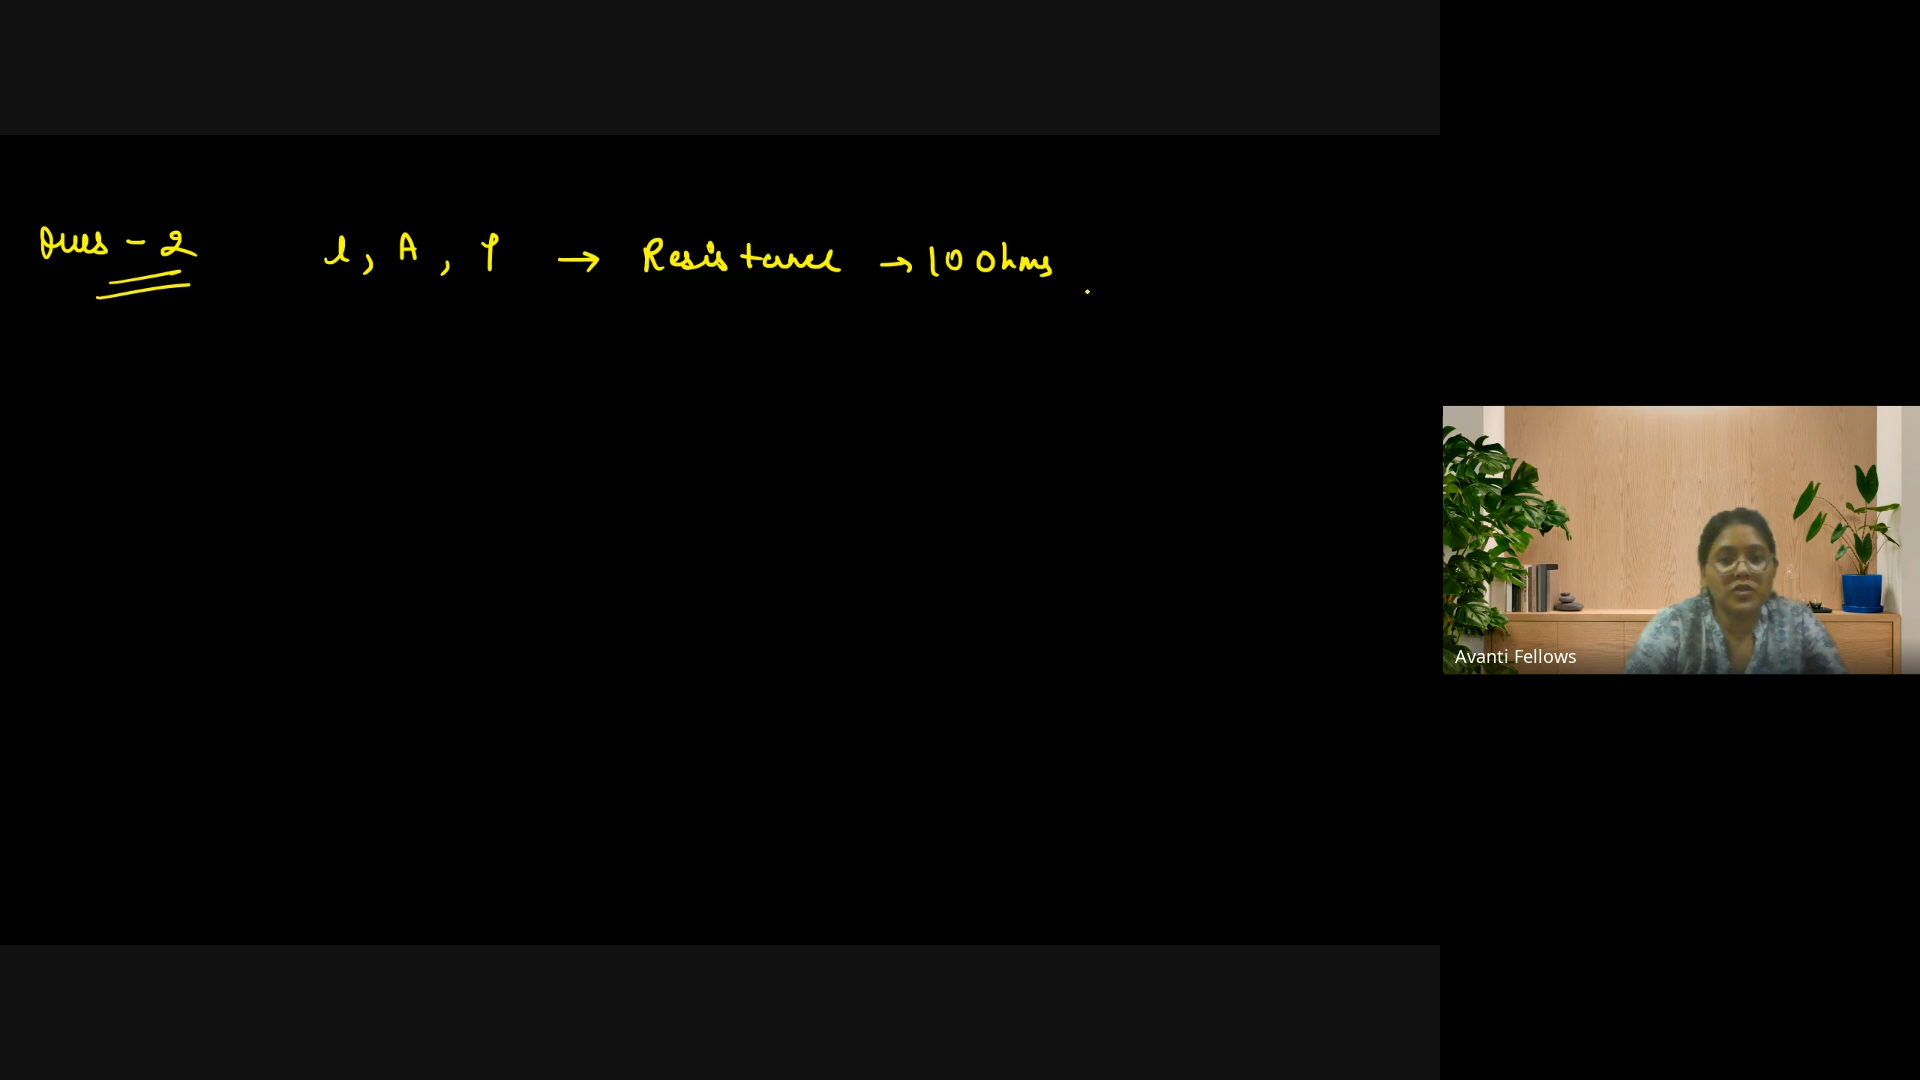 Ques - 2 l, A, ρ → Resistance → 10 Ohms
Avanti Fellows